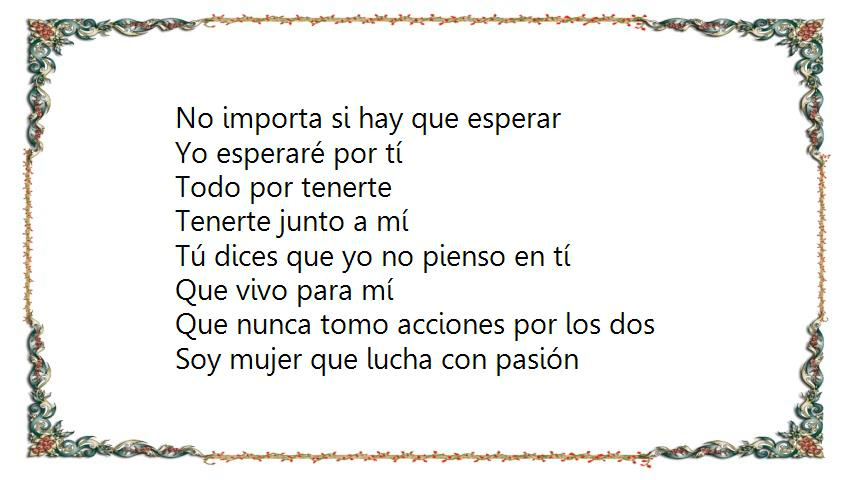 No importa si hay que esperar
Yo esperaré por tí
Todo por tenerte
Tenerte junto a mí
Tú dices que yo no pienso en tí
Que vivo para mí
Que nunca tomo acciones por los dos
Soy mujer que lucha con pasión